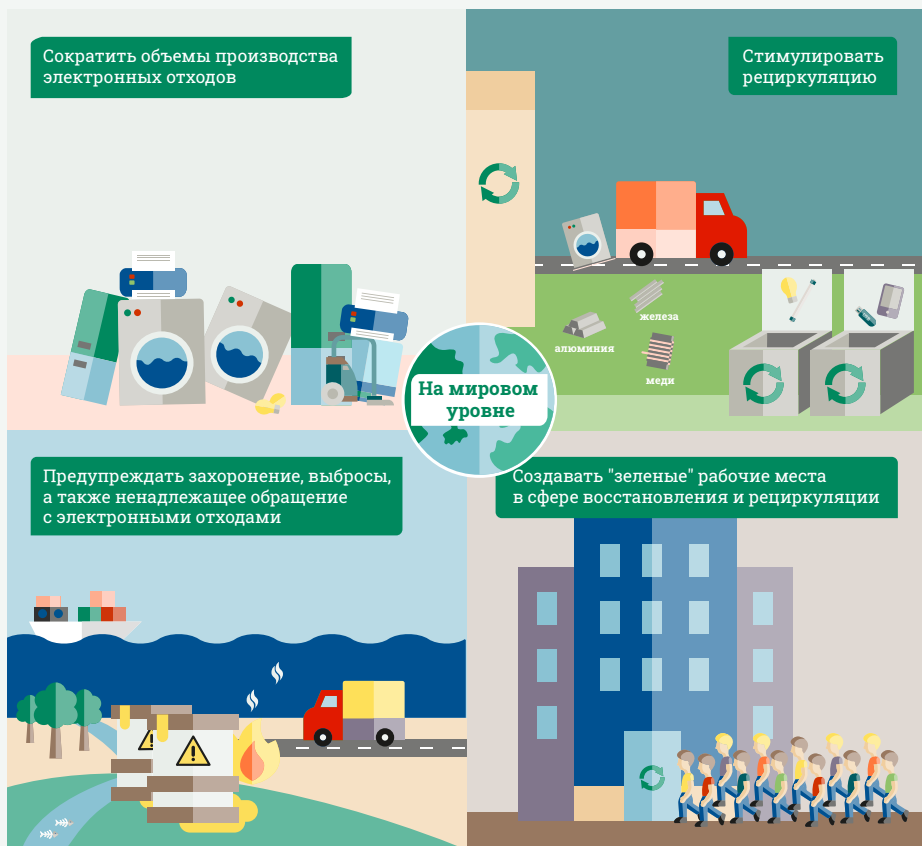 Сократить объемы производства
электронных отходов
Стимулировать
рециркуляцию
железа
алюминия
меди
На мировом
уровне
Предупреждать захоронение, выбросы,
а также ненадлежащее обращение
с электронными отходами
Создавать "зеленые" рабочие места
в сфере восстановления и рециркуляции